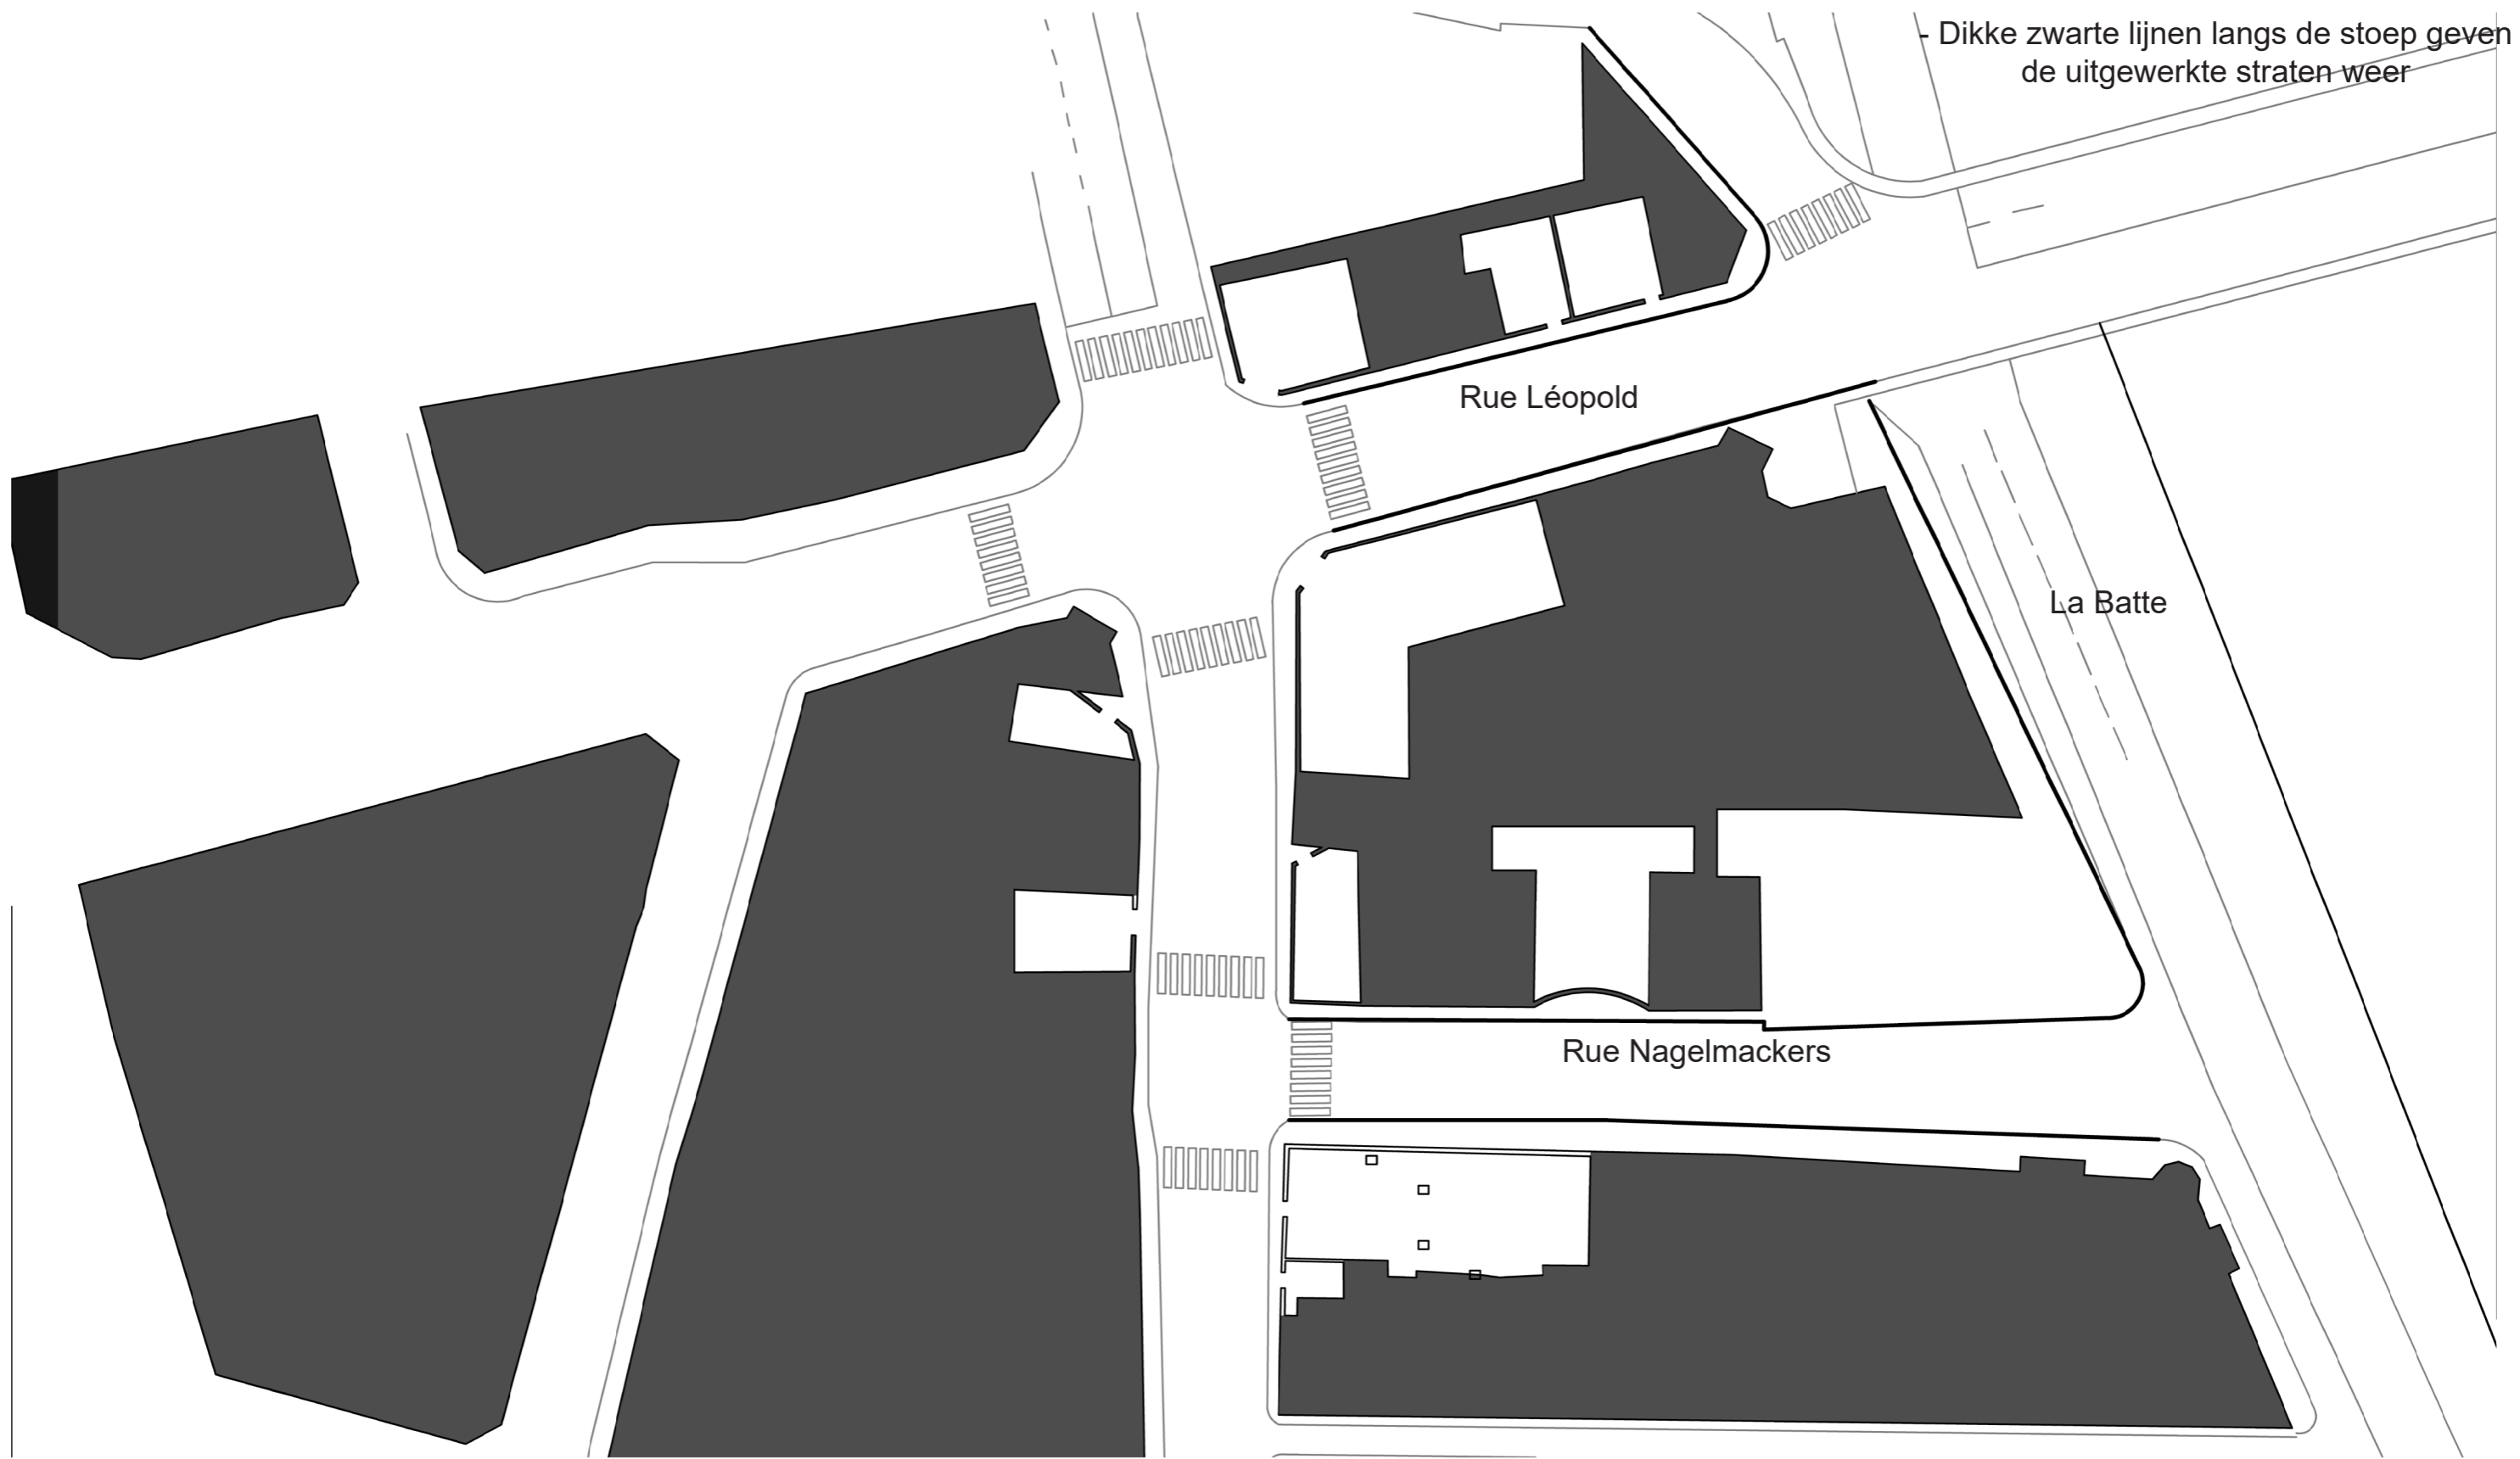 - Dikke zwarte lijnen langs de stoep geven
de uitgewerkte straten weer
Rue Léopold
La Batte
Rue Nagelmackers